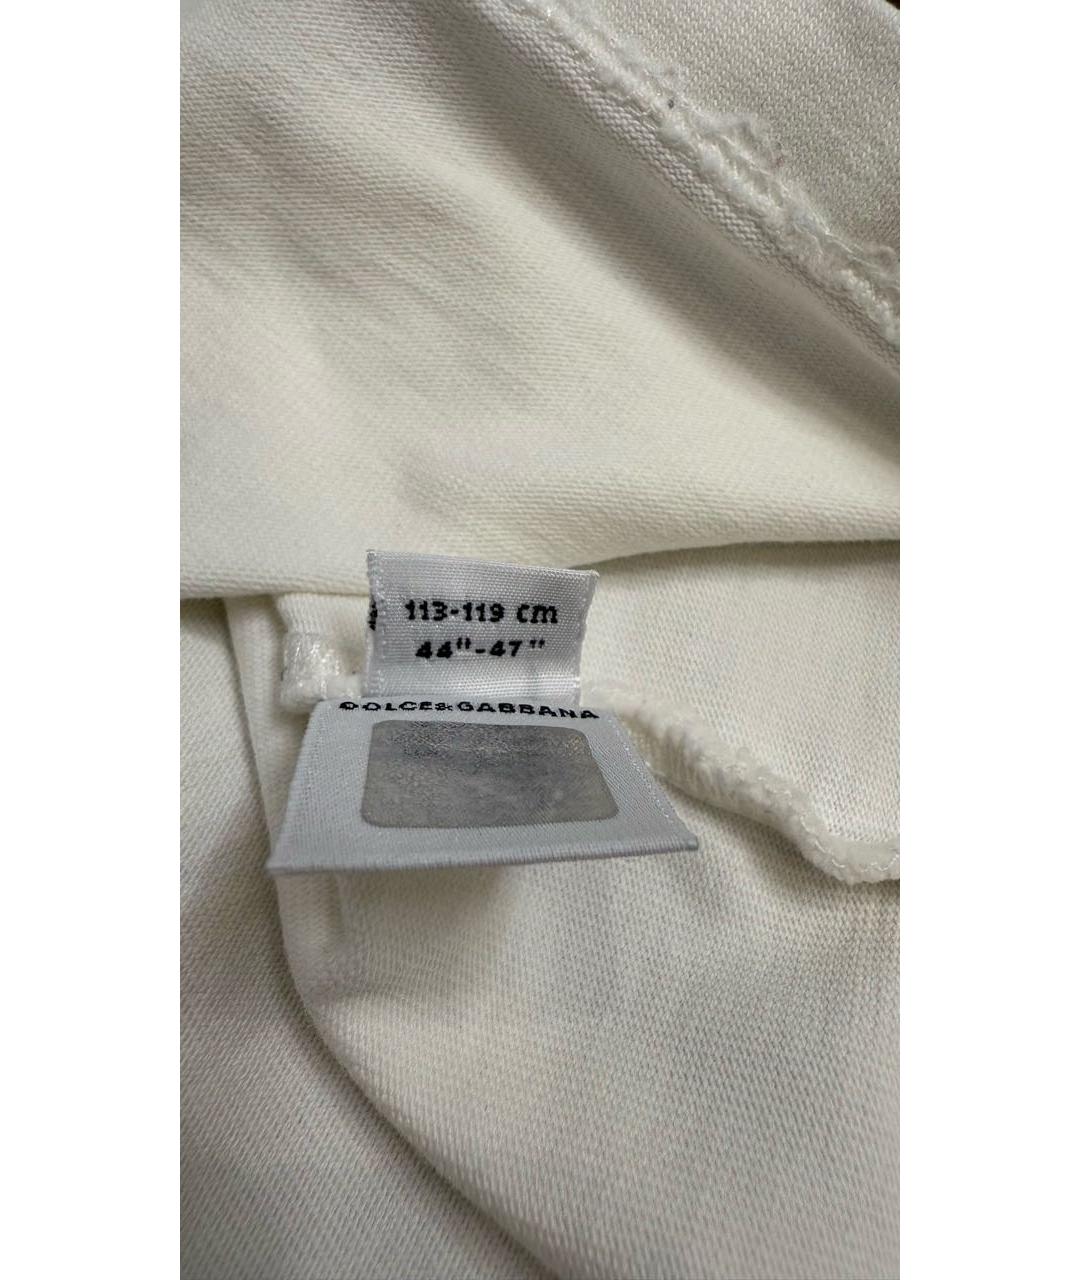 113-119 cm
44"-47"
DOLCE&GABBANA